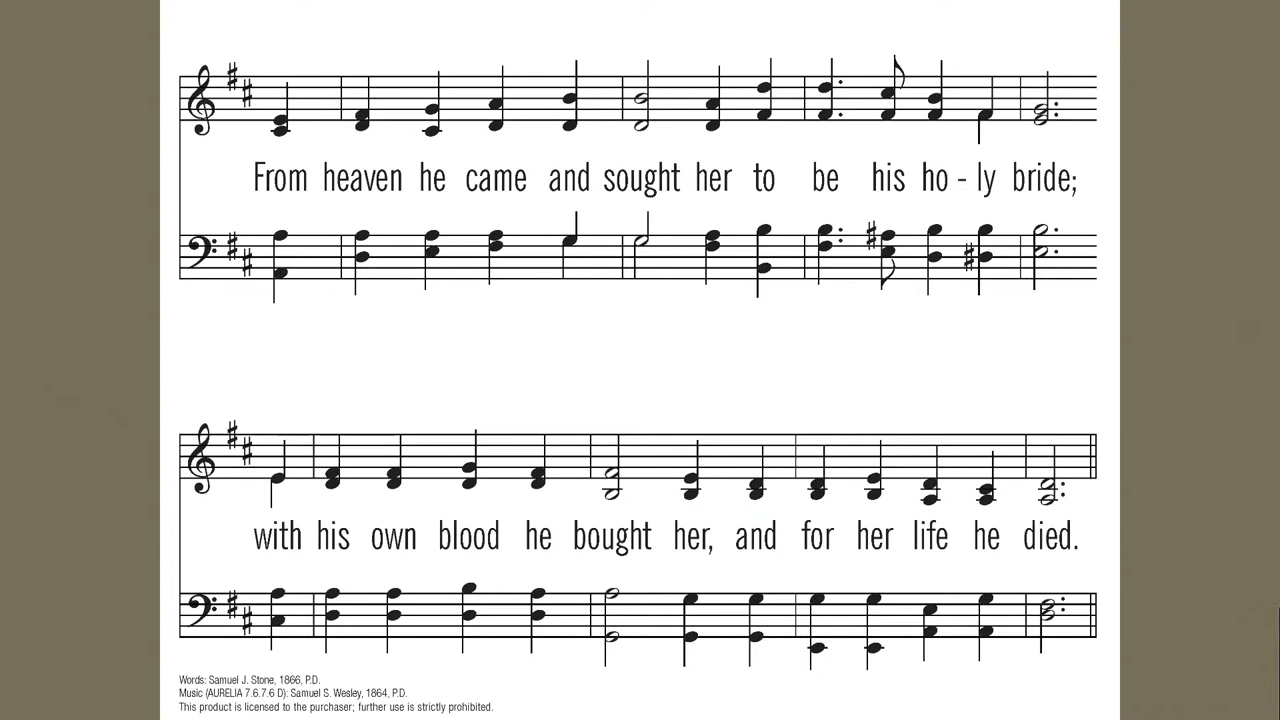 From heaven he came and sought her to be his ho - ly bride;
with his own blood he bought her, and for her life he died.
Words: Samuel J. Stone, 1866, P.D.
Music (AURELIA 7.6.7.6 D): Samuel S. Wesley, 1864, P.D.
This product is licensed to the purchaser; further use is strictly prohibited.